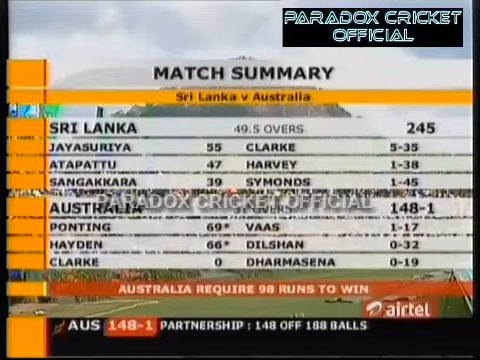 PARADOX CRICKET
OFFICIAL
MATCH SUMMARY
Sri Lanka v Australia
SRI LANKA 49.5 OVERS 245
JAYASURIYA 55 CLARKE 5-35
ATAPATTU 47 HARVEY 1-38
SANGAKKARA 39 SYMONDS 1-45
AUSTRALIA OVERS 148-1
PARADOX CRICKET OFFICIAL
PONTING 69* VAAS 1-17
HAYDEN 66* DILSHAN 0-32
CLARKE 0 DHARMASENA 0-19
AUSTRALIA REQUIRE 98 RUNS TO WIN
airtel
AUS 148-1 PARTNERSHIP : 148 OFF 188 BALLS